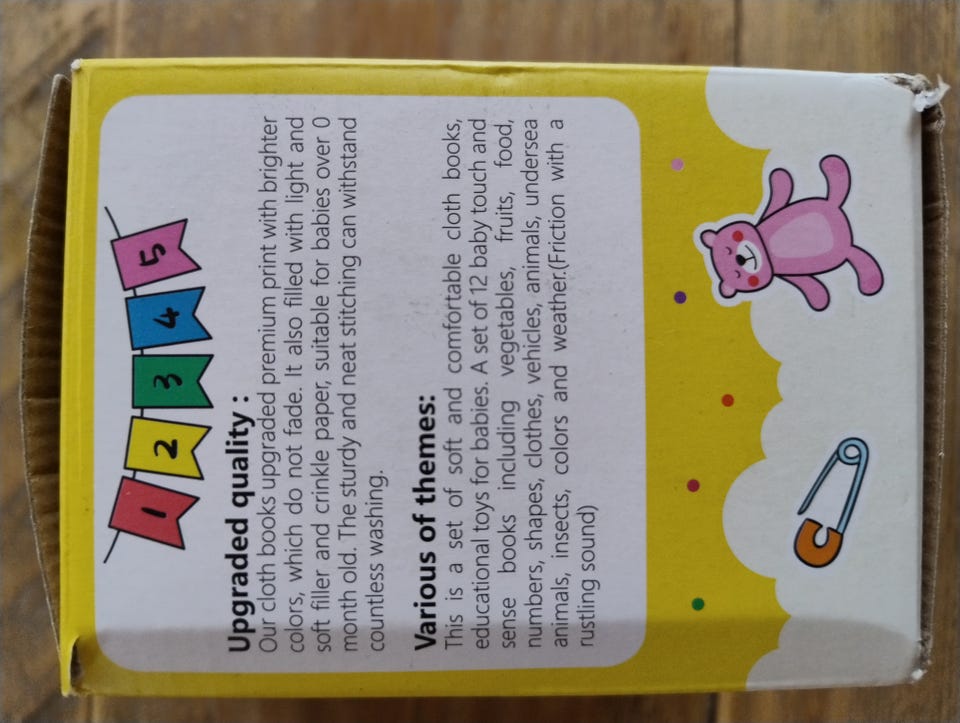 1 2 3 4 5
Upgraded quality :
Our cloth books upgraded premium print with brighter
colors, which do not fade. It also filled with light and
soft filler and crinkle paper, suitable for babies over 0
month old. The sturdy and neat stitching can withstand
countless washing.
Various of themes:
This is a set of soft and comfortable cloth books,
educational toys for babies. A set of 12 baby touch and
sense books including vegetables, fruits, food,
numbers, shapes, clothes, vehicles, animals, undersea
animals, insects, colors and weather.(Friction with a
rustling sound)